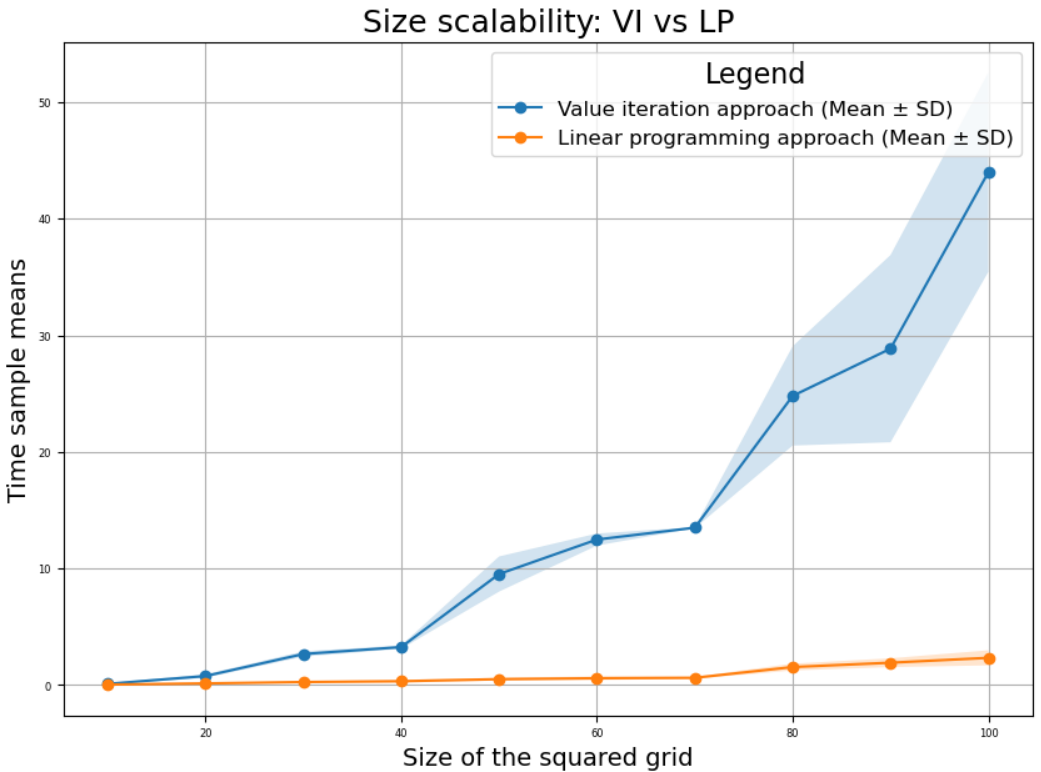 Size scalability: VI vs LP
Legend
Value iteration approach (Mean ± SD)
Linear programming approach (Mean ± SD)
Time sample means
50
40
30
20
10
0
20
40
60
80
100
Size of the squared grid